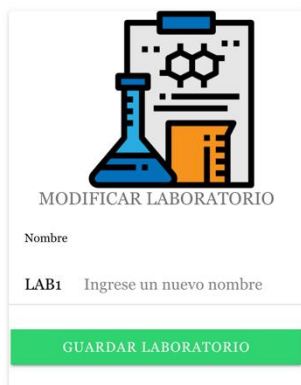 MODIFICAR LABORATORIO
Nombre
LAB1 Ingrese un nuevo nombre
GUARDAR LABORATORIO